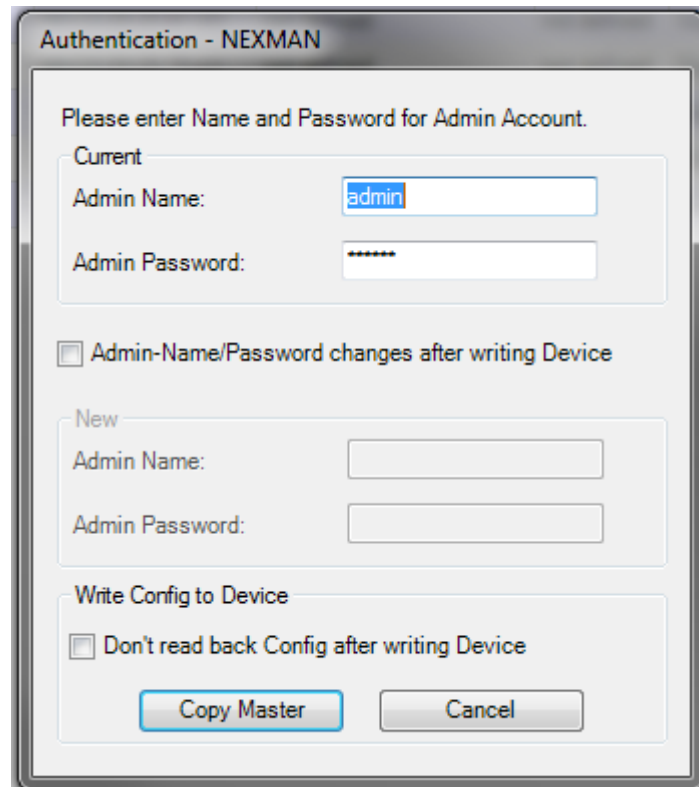 Authentication - NEXMAN
Please enter Name and Password for Admin Account.
Current
Admin Name: admin
Admin Password: ******
Admin-Name/Password changes after writing Device
New
Admin Name:
Admin Password:
Write Config to Device
Don't read back Config after writing Device
Copy Master Cancel